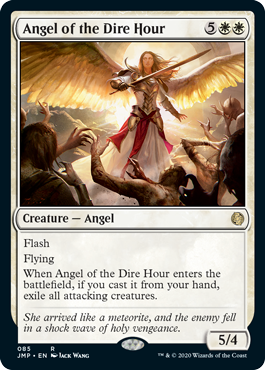 Angel of the Dire Hour 5
Creature — Angel
Flash
Flying
When Angel of the Dire Hour enters the
battlefield, if you cast it from your hand,
exile all attacking creatures.
She arrived like a meteorite, and the enemy fell
in a shock wave of holy vengeance.
5/4
085 R
JMP • EN Jack Wang ™ & © 2020 Wizards of the Coast